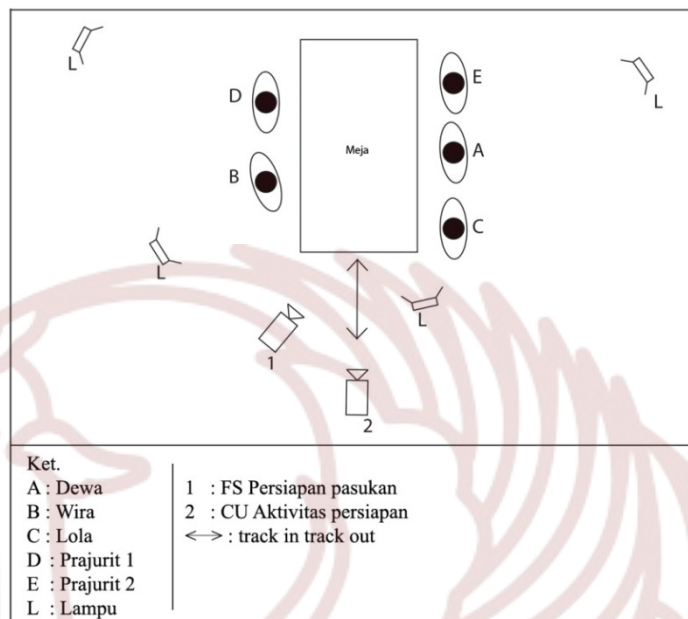 L
L
E
D
Meja
A
B
C
L
L
1
2
Ket.
A : Dewa
B : Wira
C : Lola
D : Prajurit 1
E : Prajurit 2
L : Lampu
1 : FS Persiapan pasukan
2 : CU Aktivitas persiapan
<-> : track in track out